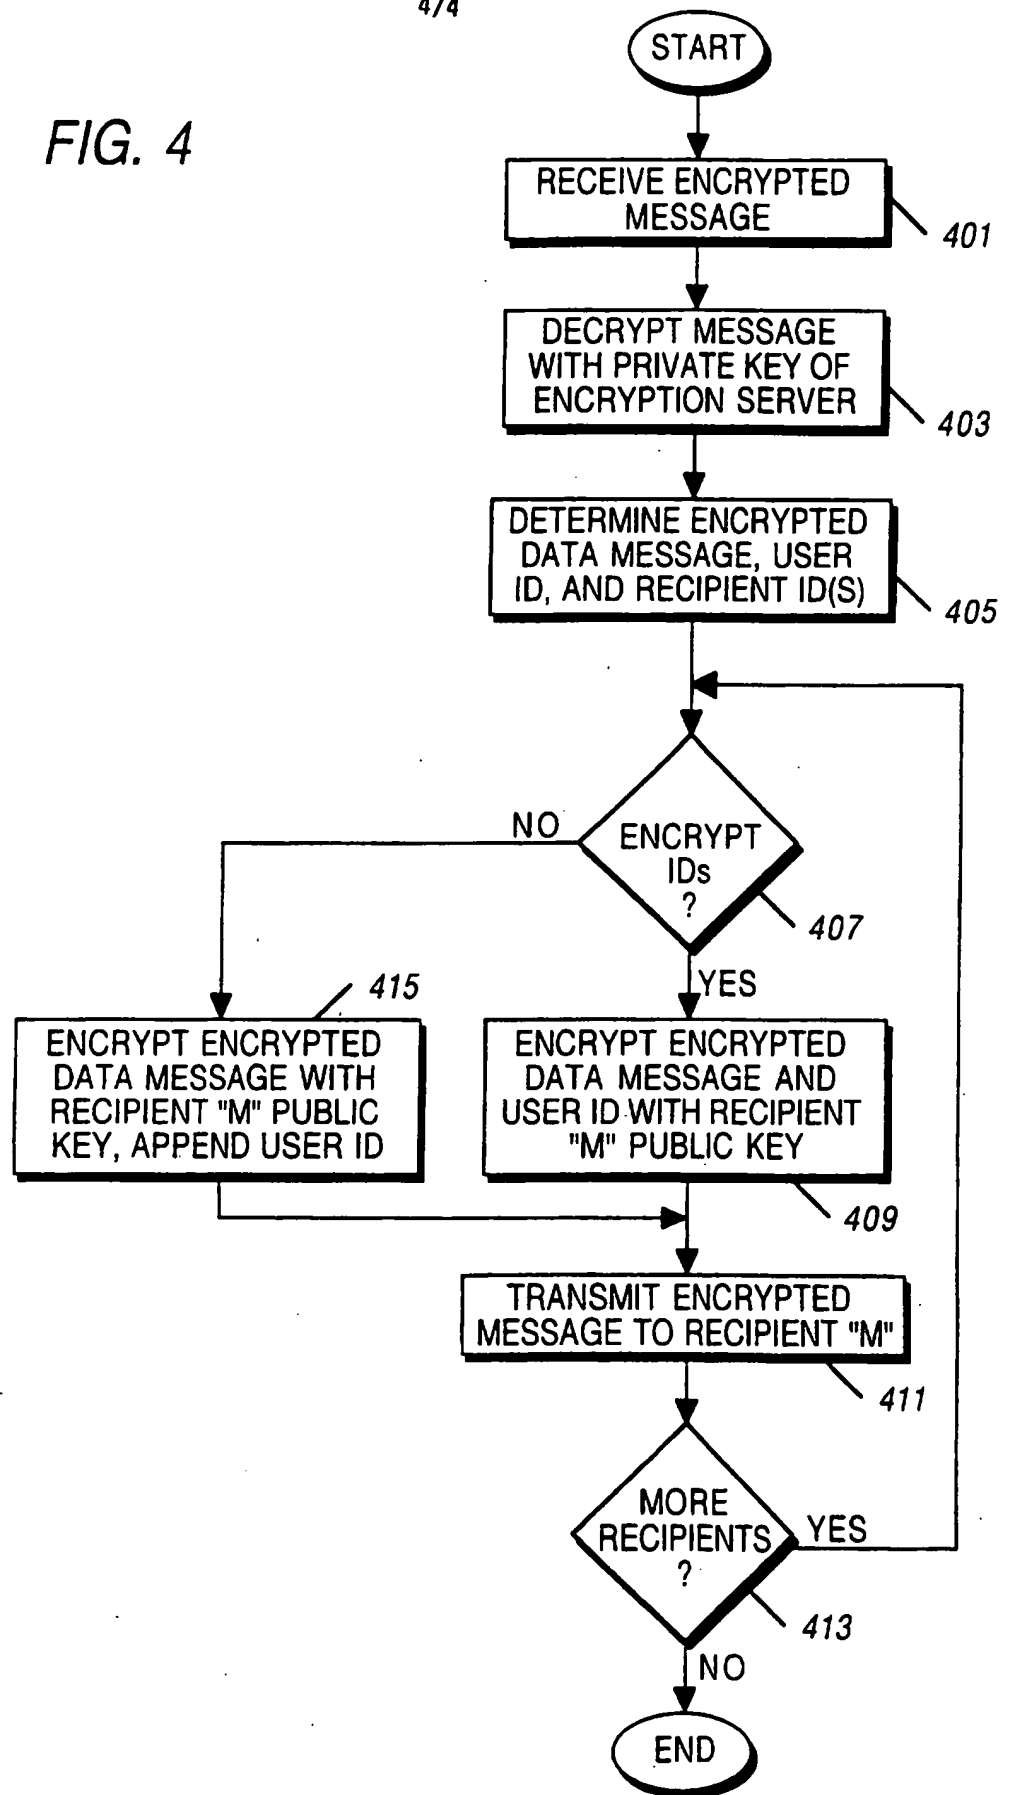 4/4
FIG. 4
START
RECEIVE ENCRYPTED
MESSAGE
401
DECRYPT MESSAGE
WITH PRIVATE KEY OF
ENCRYPTION SERVER
403
DETERMINE ENCRYPTED
DATA MESSAGE, USER
ID, AND RECIPIENT ID(S)
405
NO
ENCRYPT
IDs
?
407
YES
415
ENCRYPT ENCRYPTED
DATA MESSAGE WITH
RECIPIENT "M" PUBLIC
KEY, APPEND USER ID
ENCRYPT ENCRYPTED
DATA MESSAGE AND
USER ID WITH RECIPIENT
"M" PUBLIC KEY
409
TRANSMIT ENCRYPTED
MESSAGE TO RECIPIENT "M"
411
MORE
RECIPIENTS
?
YES
413
NO
END